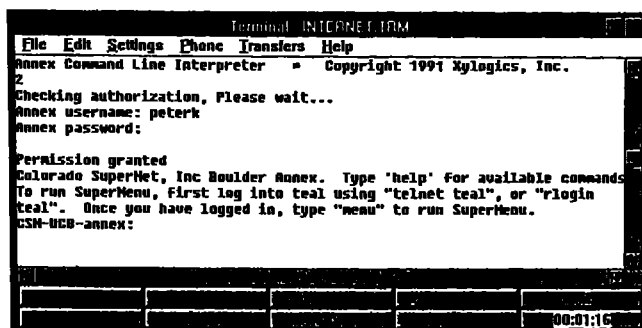 Terminal INTERNET.TRM
File Edit Settings Phone Transfers Help
Annex Command Line Interpreter * Copyright 1991 Xylogics, Inc.
2
Checking authorization, Please wait...
Annex username: peterk
Annex password:
Permission granted
Colorado SuperNet, Inc Boulder Annex. Type 'help' for available commands
To run SuperMenu, first log into teal using "telnet teal", or "rlogin
teal". Once you have logged in, type "menu" to run SuperMenu.
CSN-UCB-annex:
00:01:16